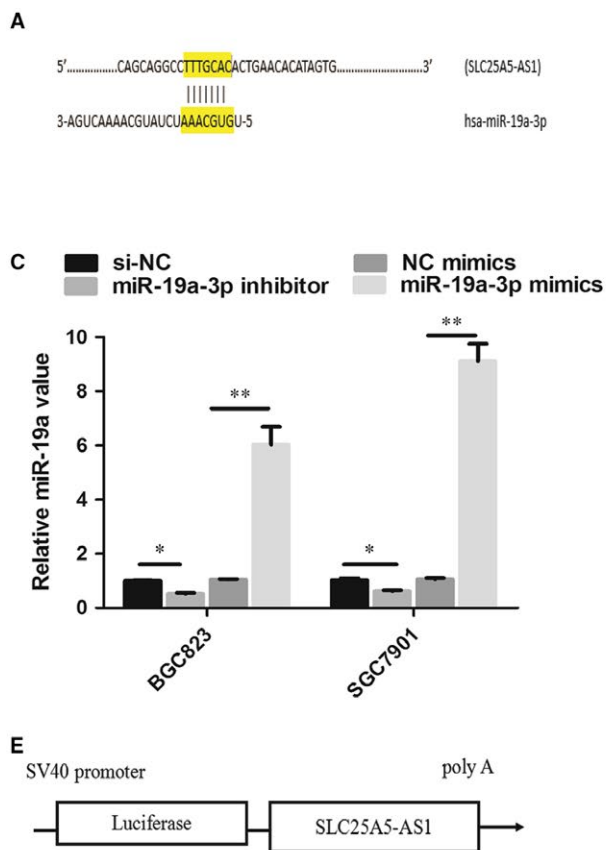 A
5′................CAGCAGGCCTTTGCACACTGAACACATAGTG..........................3′ (SLC25A5-AS1)
|||||||
3-AGUCAAAACGUAUCUAAACGUGU-5 hsa-miR-19a-3p
C
si-NC NC mimics
miR-19a-3p inhibitor miR-19a-3p mimics
Relative miR-19a value
10
8
6
4
2
0
*
**
*
**
BGC823
SGC7901
E
SV40 promoter poly A
Luciferase SLC25A5-AS1